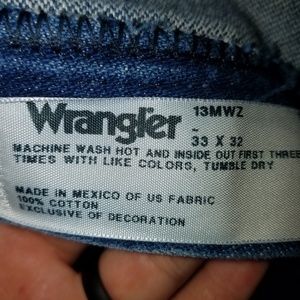 Wrangler 13MWZ
-
33 X 32
MACHINE WASH HOT AND INSIDE OUT FIRST THREE
TIMES WITH LIKE COLORS, TUMBLE DRY
MADE IN MEXICO OF US FABRIC
100% COTTON
EXCLUSIVE OF DECORATION